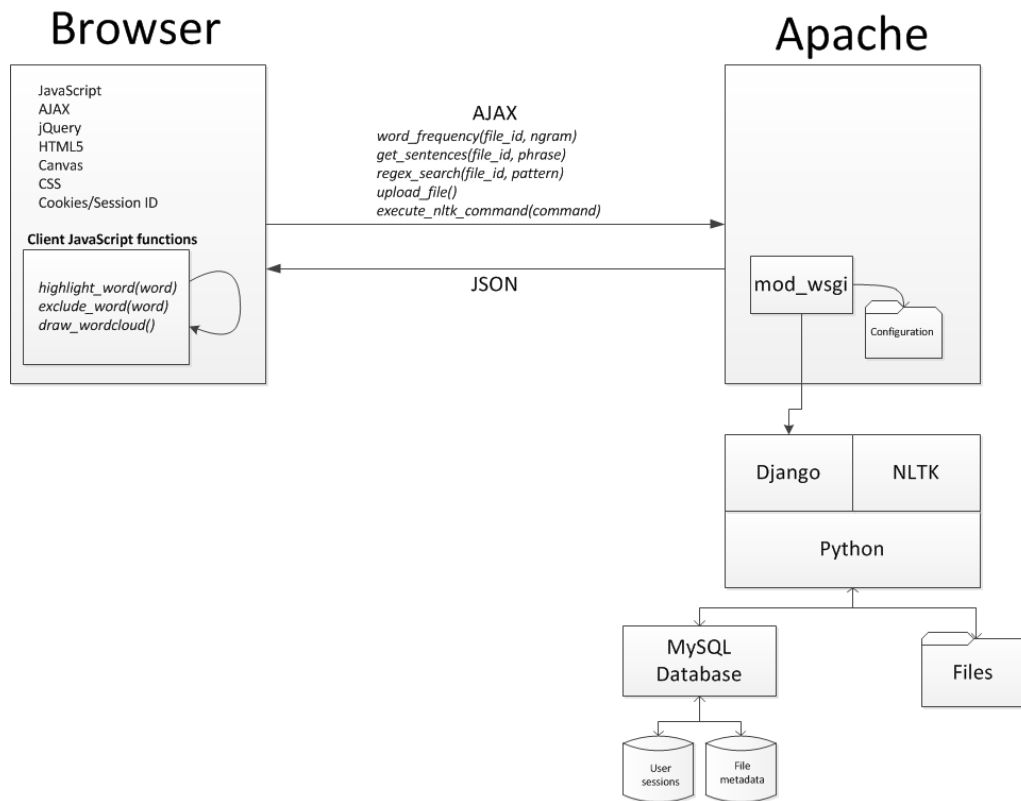 Browser
Apache
JavaScript
AJAX
jQuery
HTML5
Canvas
CSS
Cookies/Session ID
Client JavaScript functions
highlight_word(word)
exclude_word(word)
draw_wordcloud()
AJAX
word_frequency(file_id, ngram)
get_sentences(file_id, phrase)
regex_search(file_id, pattern)
upload_file()
execute_nltk_command(command)
JSON
mod_wsgi
Configuration
Django
NLTK
Python
MySQL
Database
Files
User
sessions
File
metadata